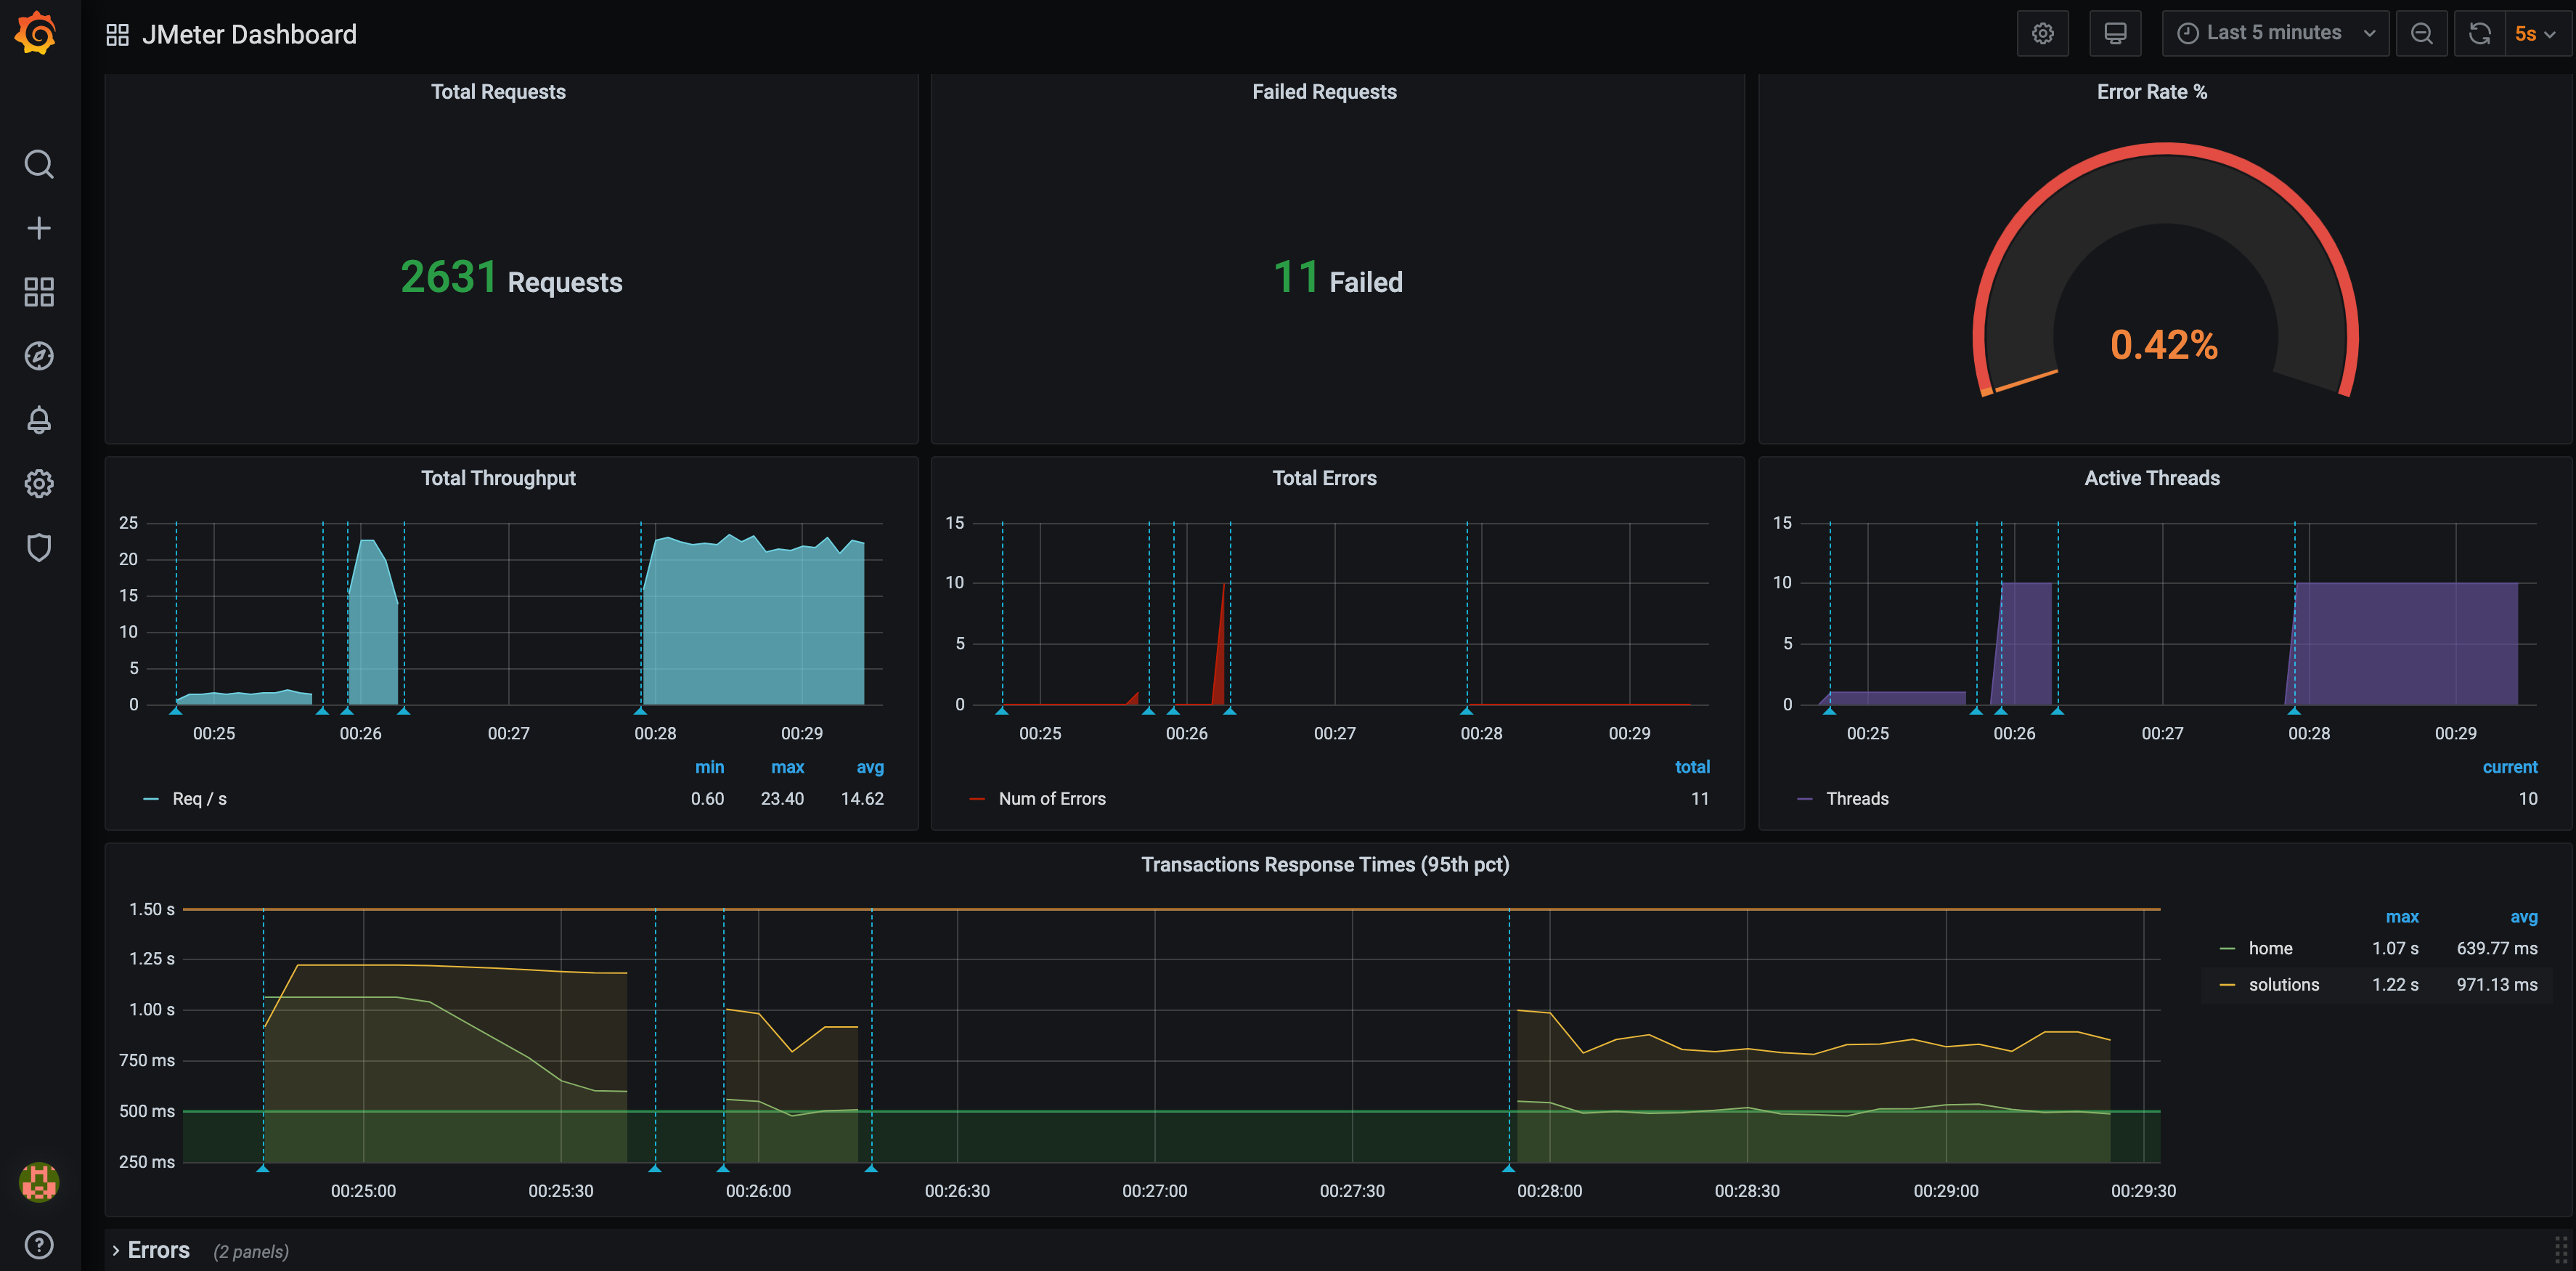 JMeter Dashboard
Last 5 minutes
5s
Total Requests
Failed Requests
Error Rate %
2631 Requests
11 Failed
0.42%
Total Throughput
25
20
15
10
5
0
00:25 00:26 00:27 00:28 00:29
min max avg
Req / s 0.60 23.40 14.62
Total Errors
15
10
5
0
00:25 00:26 00:27 00:28 00:29
total
Num of Errors 11
Active Threads
15
10
5
0
00:25 00:26 00:27 00:28 00:29
current
Threads 10
Transactions Response Times (95th pct)
1.50 s
1.25 s
1.00 s
750 ms
500 ms
250 ms
00:25:00 00:25:30 00:26:00 00:26:30 00:27:00 00:27:30 00:28:00 00:28:30 00:29:00 00:29:30
max avg
home 1.07 s 639.77 ms
solutions 1.22 s 971.13 ms
Errors (2 panels)